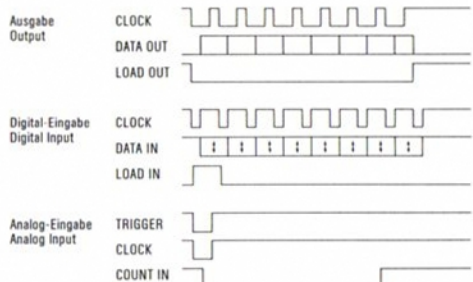 Ausgabe
Output
CLOCK
DATA OUT
LOAD OUT
Digital-Eingabe
Digital Input
CLOCK
DATA IN
LOAD IN
Analog-Eingabe
Analog Input
TRIGGER
CLOCK
COUNT IN